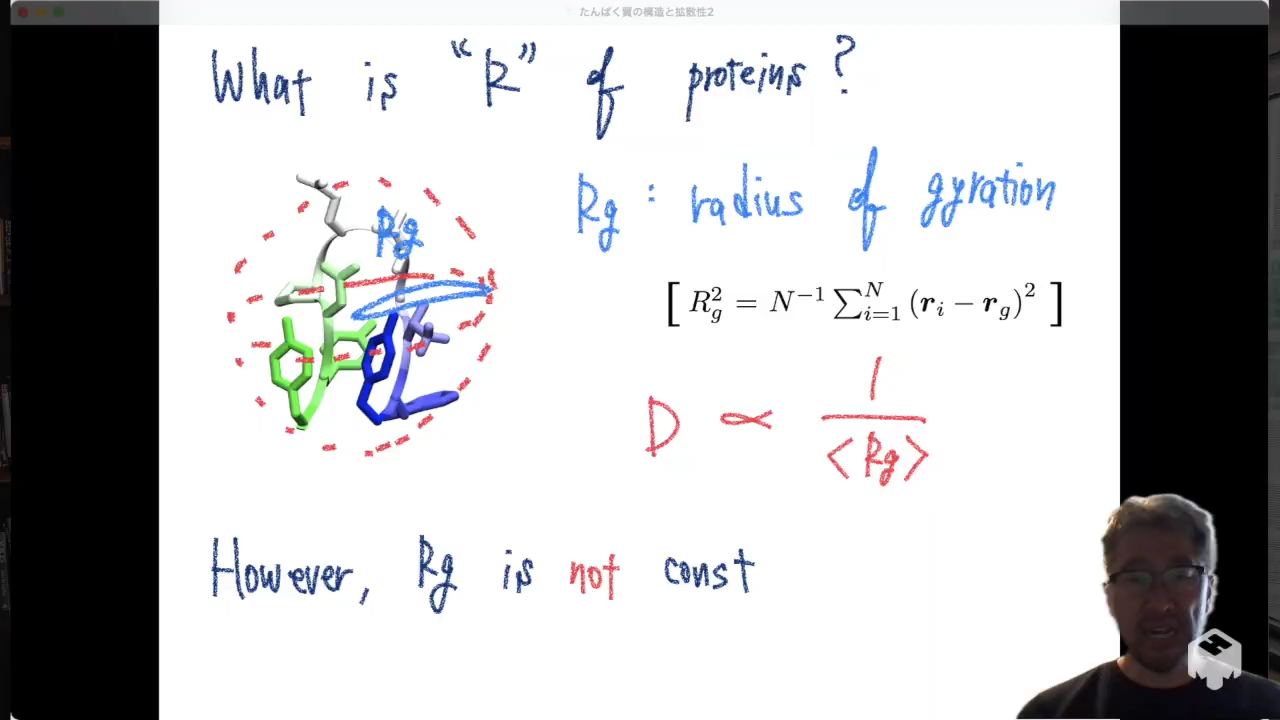 たんぱく質の構造と拡散性2
What is "R" of proteins?
Rg : radius of gyration
Rg
[ R_g^2 = N^{-1} ∑_{i=1}^{N} (r_i − r_g)^2 ]
D ∝ 1/<Rg>
However, Rg is not const